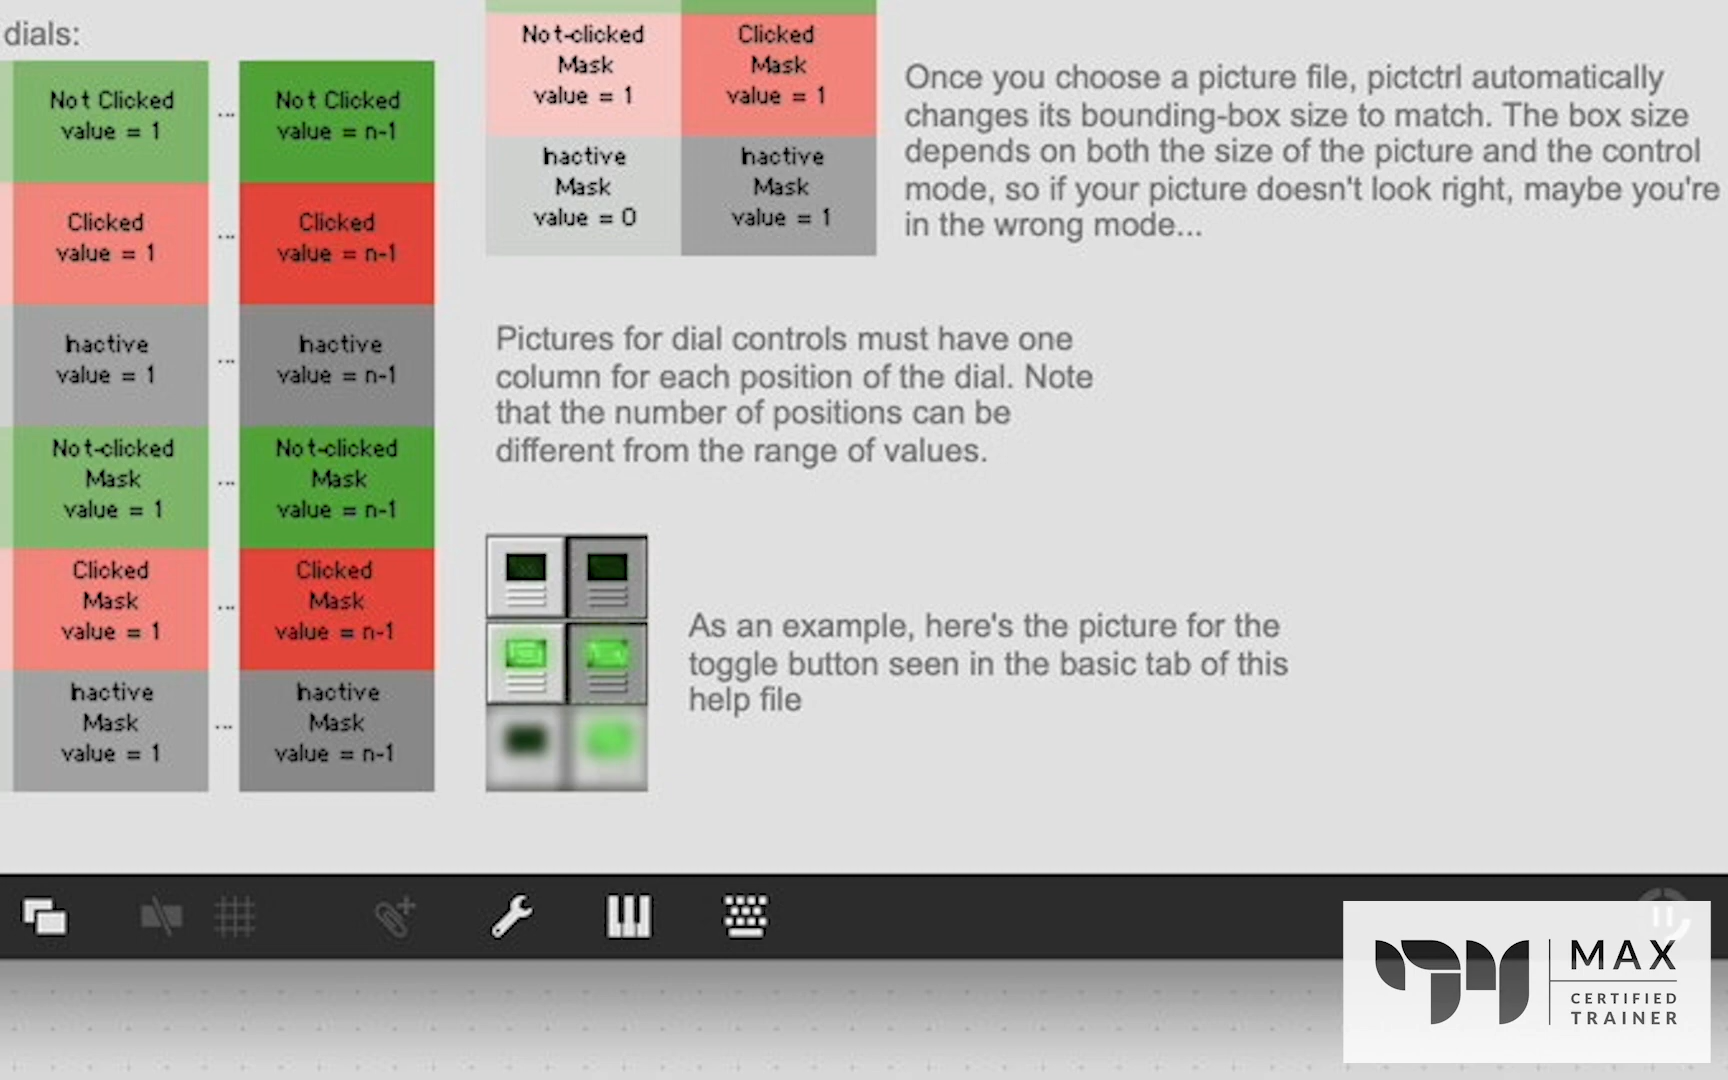 dials:
Not Clicked
value = 1
...
Not Clicked
value = n-1
Clicked
value = 1
...
Clicked
value = n-1
Inactive
value = 1
...
Inactive
value = n-1
Not-clicked
Mask
value = 1
...
Not-clicked
Mask
value = n-1
Clicked
Mask
value = 1
...
Clicked
Mask
value = n-1
Inactive
Mask
value = 1
...
Inactive
Mask
value = n-1
Not-clicked
Mask
value = 1
Clicked
Mask
value = 1
Inactive
Mask
value = 0
Inactive
Mask
value = 1
Once you choose a picture file, pictctrl automatically
changes its bounding-box size to match. The box size
depends on both the size of the picture and the control
mode, so if your picture doesn't look right, maybe you're
in the wrong mode...
Pictures for dial controls must have one
column for each position of the dial. Note
that the number of positions can be
different from the range of values.
As an example, here's the picture for the
toggle button seen in the basic tab of this
help file
MAX
CERTIFIED
TRAINER